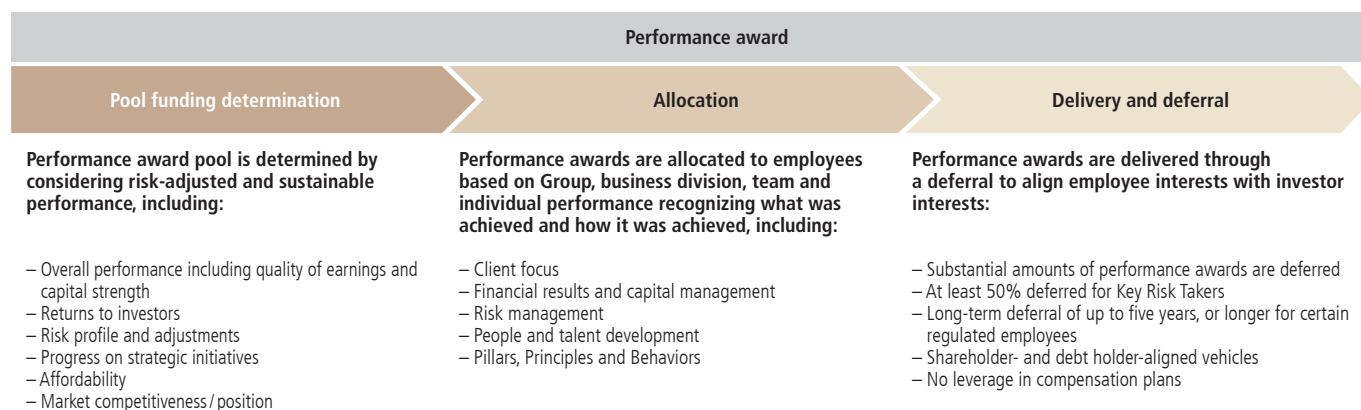 Performance award
Pool funding determination
Allocation
Delivery and deferral
Performance award pool is determined by
considering risk-adjusted and sustainable
performance, including:
– Overall performance including quality of earnings and
capital strength
– Returns to investors
– Risk profile and adjustments
– Progress on strategic initiatives
– Affordability
– Market competitiveness / position
Performance awards are allocated to employees
based on Group, business division, team and
individual performance recognizing what was
achieved and how it was achieved, including:
– Client focus
– Financial results and capital management
– Risk management
– People and talent development
– Pillars, Principles and Behaviors
Performance awards are delivered through
a deferral to align employee interests with investor
interests:
– Substantial amounts of performance awards are deferred
– At least 50% deferred for Key Risk Takers
– Long-term deferral of up to five years, or longer for certain
regulated employees
– Shareholder- and debt holder-aligned vehicles
– No leverage in compensation plans